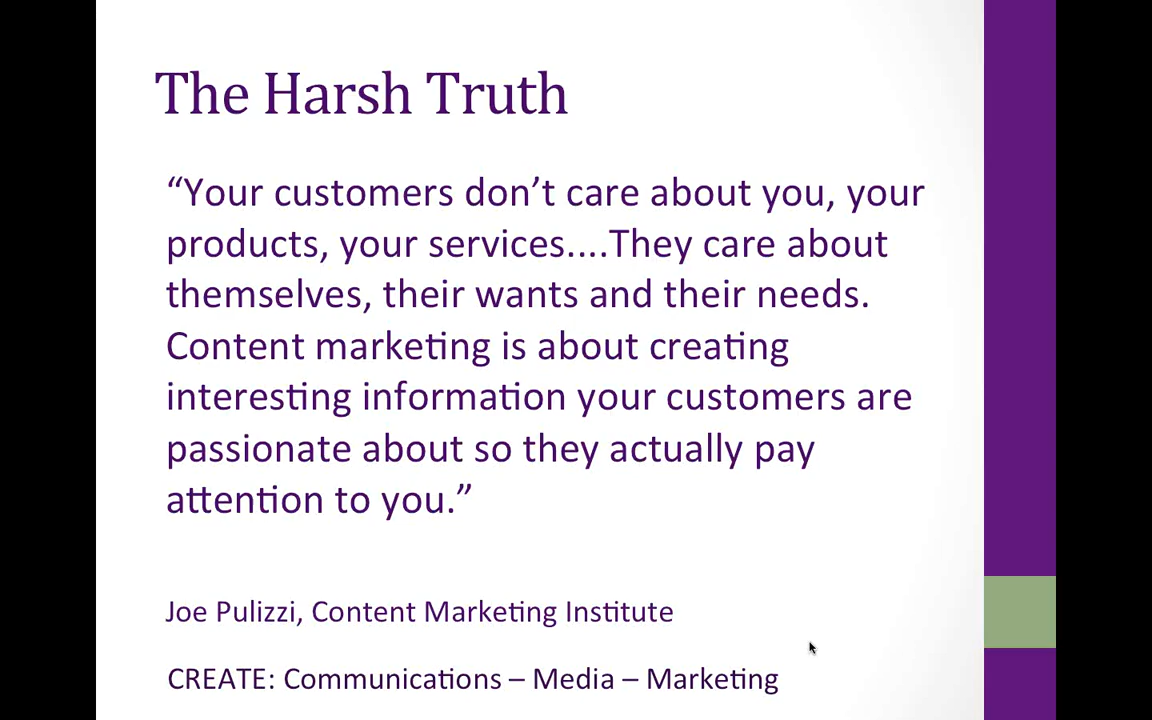 The Harsh Truth
“Your customers don’t care about you, your
products, your services....They care about
themselves, their wants and their needs.
Content marketing is about creating
interesting information your customers are
passionate about so they actually pay
attention to you.”
Joe Pulizzi, Content Marketing Institute
CREATE: Communications – Media – Marketing